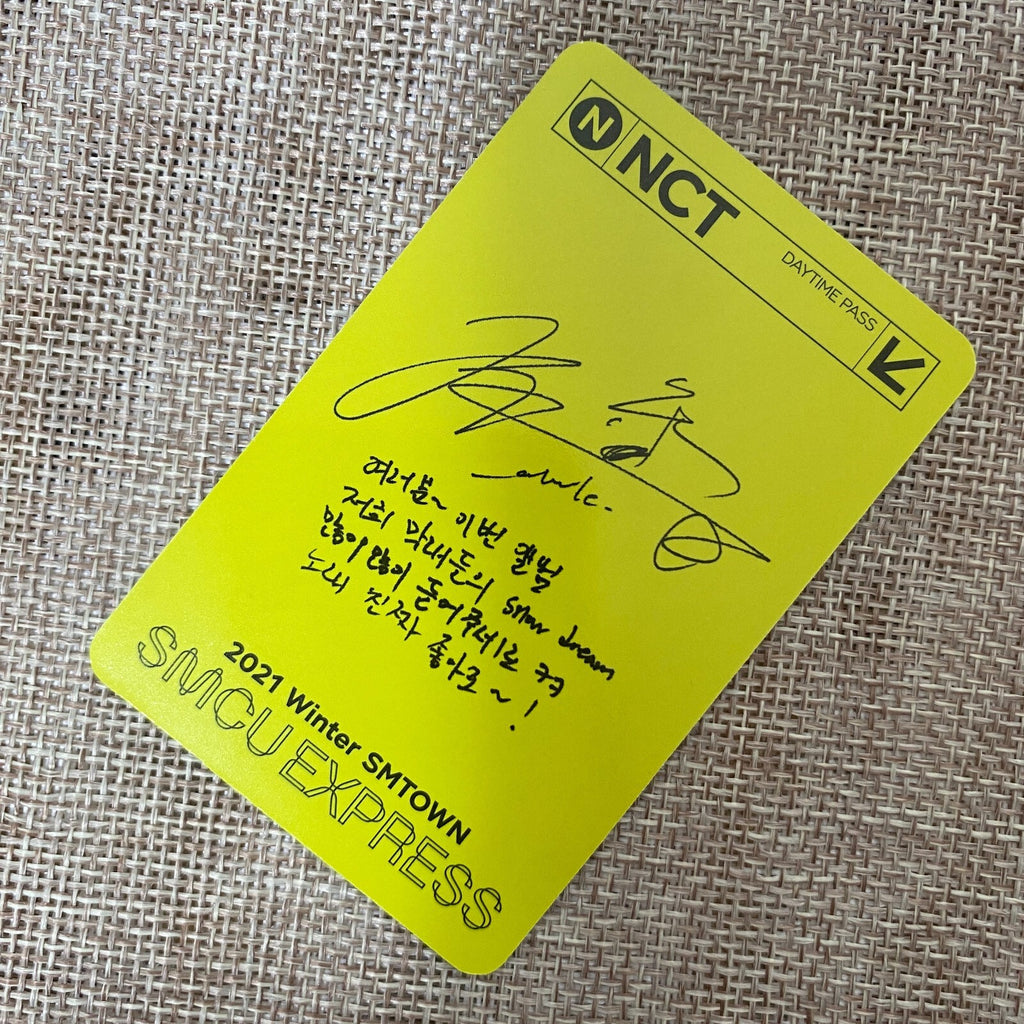 N NCT
DAYTIME PASS
여러분~ 이번 앨범
저희 막내들의 snow dream
많이많이 들어주세요 ㅋㅋ
노래 진짜 좋아요~!
2021 Winter SMTOWN
SMCU EXPRESS